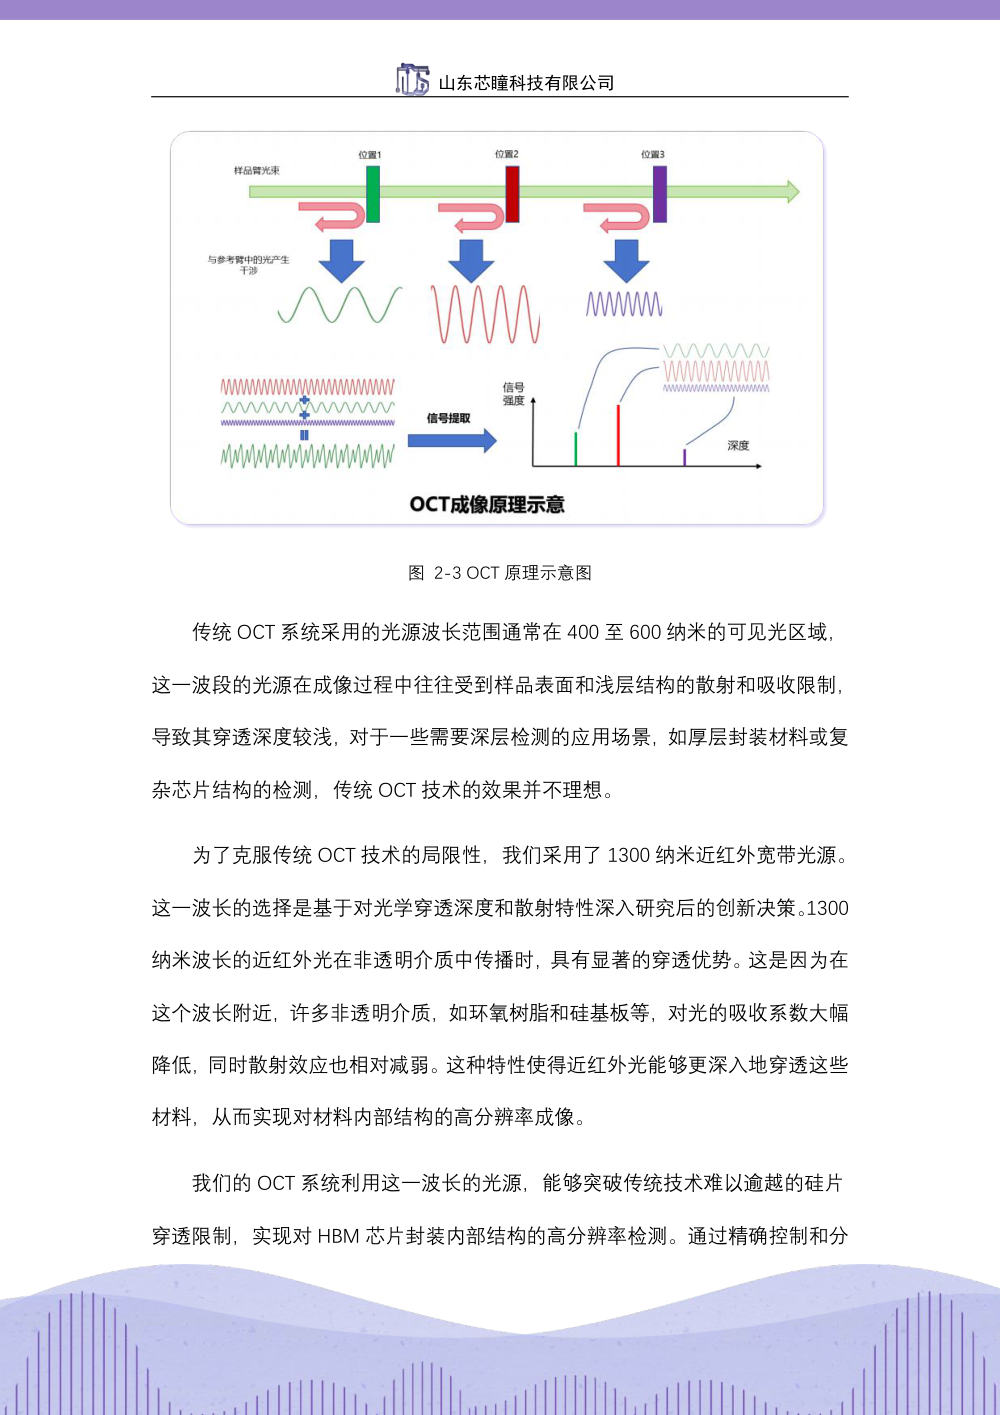 山东芯瞳科技有限公司
位置1
位置2
位置3
样品臂光束
与参考臂中的光产生
干涉
信号
强度
信号提取
深度
OCT成像原理示意
图 2-3 OCT 原理示意图
传统 OCT 系统采用的光源波长范围通常在 400 至 600 纳米的可见光区域，
这一波段的光源在成像过程中往往受到样品表面和浅层结构的散射和吸收限制，
导致其穿透深度较浅，对于一些需要深层检测的应用场景，如厚层封装材料或复
杂芯片结构的检测，传统 OCT 技术的效果并不理想。
为了克服传统 OCT 技术的局限性，我们采用了 1300 纳米近红外宽带光源。
这一波长的选择是基于对光学穿透深度和散射特性深入研究后的创新决策。1300
纳米波长的近红外光在非透明介质中传播时，具有显著的穿透优势。这是因为在
这个波长附近，许多非透明介质，如环氧树脂和硅基板等，对光的吸收系数大幅
降低，同时散射效应也相对减弱。这种特性使得近红外光能够更深入地穿透这些
材料，从而实现对材料内部结构的高分辨率成像。
我们的 OCT 系统利用这一波长的光源，能够突破传统技术难以逾越的硅片
穿透限制，实现对 HBM 芯片封装内部结构的高分辨率检测。通过精确控制和分